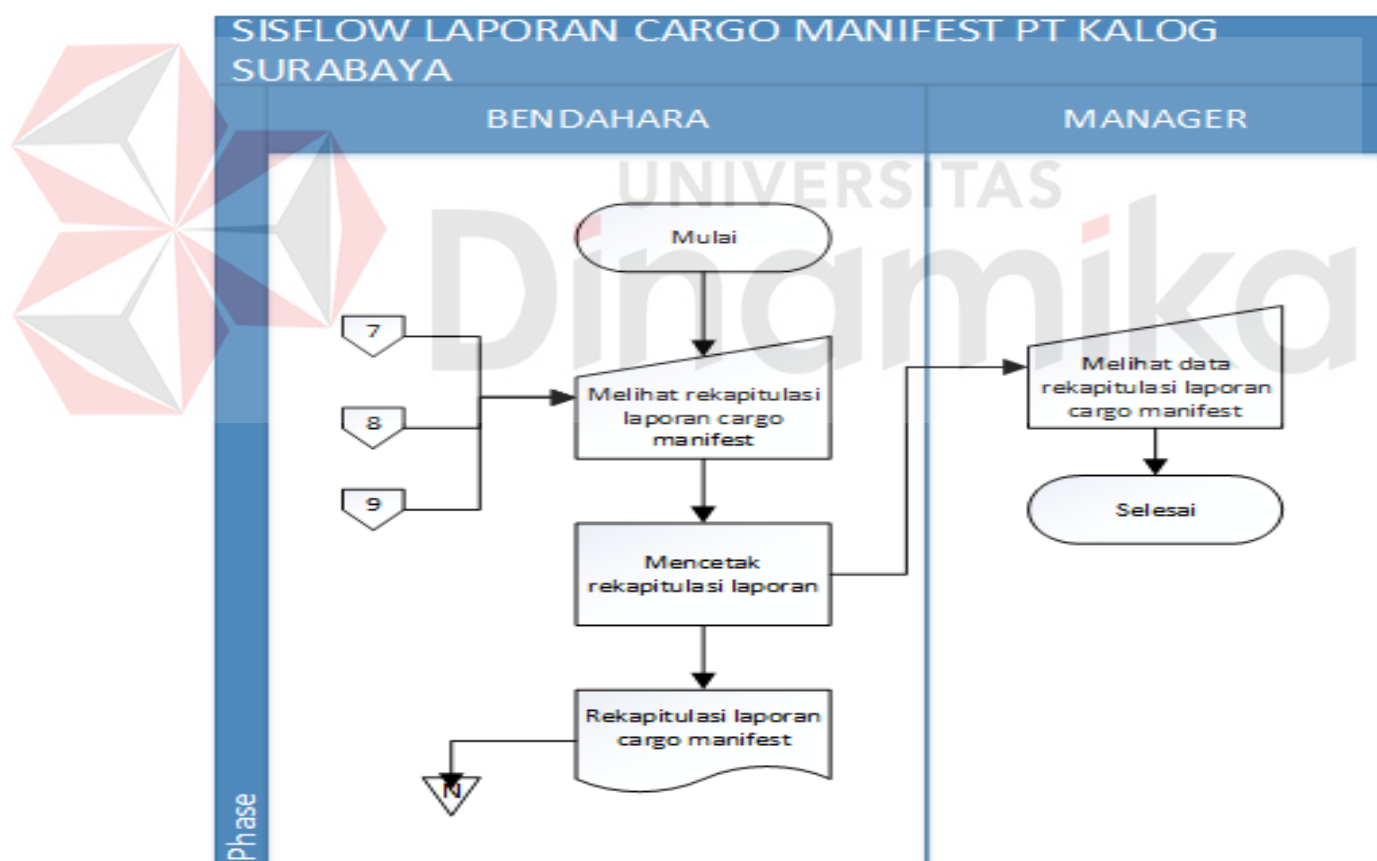 SISFLOW LAPORAN CARGO MANIFEST PT KALOG
SURABAYA
BENDAHARA
MANAGER
UNIVERSITAS
Dinamika
Mulai
7
8
9
Melihat rekapitulasi
laporan cargo
manifest
Melihat data
rekapitulasi laporan
cargo manifest
Selesai
Mencetak
rekapitulasi laporan
Rekapitulasi laporan
cargo manifest
N
Phase